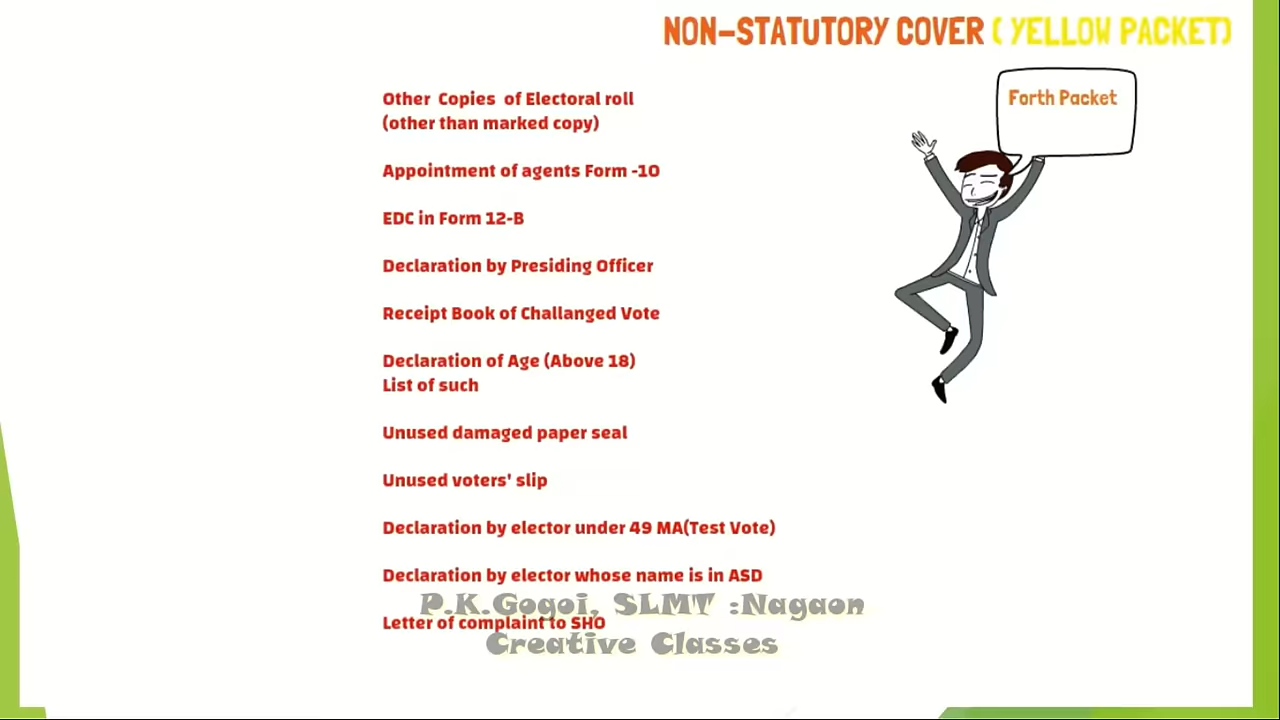 NON-STATUTORY COVER ( YELLOW PACKET)
Forth Packet
Other Copies of Electoral roll
(other than marked copy)
Appointment of agents Form -10
EDC in Form 12-B
Declaration by Presiding Officer
Receipt Book of Challanged Vote
Declaration of Age (Above 18)
List of such
Unused damaged paper seal
Unused voters' slip
Declaration by elector under 49 MA(Test Vote)
Declaration by elector whose name is in ASD
P.K.Gogoi, SLMT :Nagaon
Letter of complaint to SHO
Creative Classes